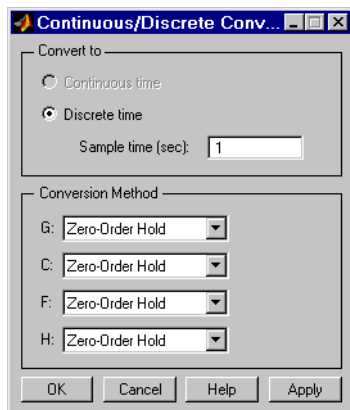 Continuous/Discrete Conv...
Convert to
Continuous time
Discrete time
Sample time (sec): 1
Conversion Method
G: Zero-Order Hold
C: Zero-Order Hold
F: Zero-Order Hold
H: Zero-Order Hold
OK Cancel Help Apply